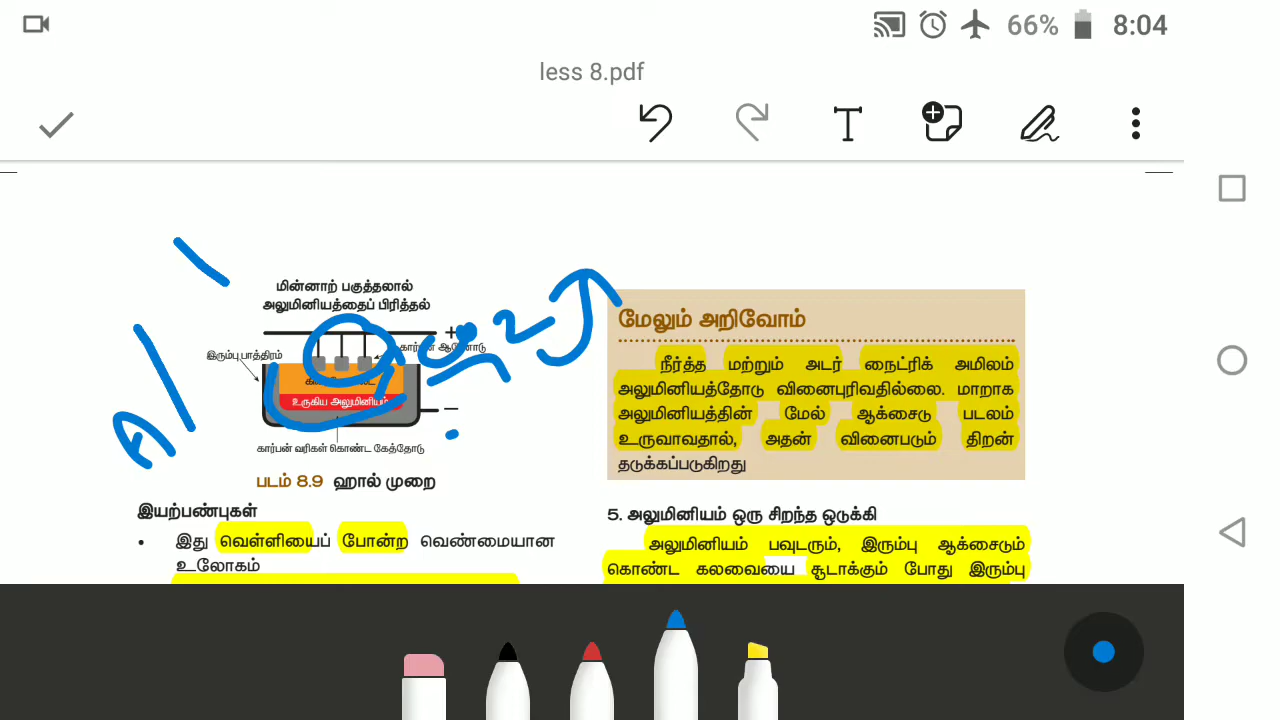 66% 8:04
less 8.pdf
T
மின்னாற் பகுத்தலால்
அலுமினியத்தைப் பிரித்தல்
+
இரும்பு பாத்திரம்
உருகிய அலுமினியம்
−
கார்பன் வரிகள் கொண்ட கேத்தோடு
படம் 8.9 ஹால் முறை
இயற்பண்புகள்
• இது வெள்ளியைப் போன்ற வெண்மையான
உலோகம்
மேலும் அறிவோம்
நீர்த்த மற்றும் அடர் நைட்ரிக் அமிலம்
அலுமினியத்தோடு வினைபுரிவதில்லை. மாறாக
அலுமினியத்தின் மேல் ஆக்சைடு படலம்
உருவாவதால், அதன் வினைபடும் திறன்
தடுக்கப்படுகிறது
5. அலுமினியம் ஒரு சிறந்த ஒடுக்கி
அலுமினியம் பவுடரும், இரும்பு ஆக்சைடும்
கொண்ட கலவையை சூடாக்கும் போது இரும்பு